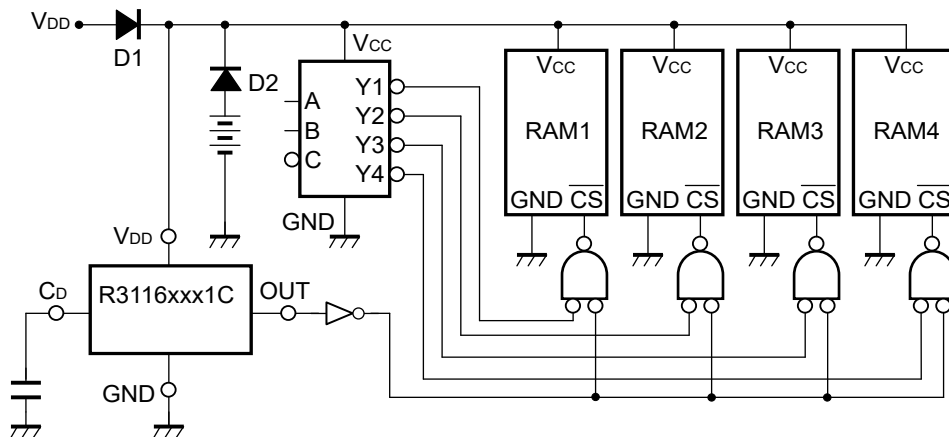 VDD
D1
D2
VCC
A
B
C
Y1
Y2
Y3
Y4
GND
VCC
RAM1
GND CS
VCC
RAM2
GND CS
VCC
RAM3
GND CS
VCC
RAM4
GND CS
VDD
CD
R3116xxx1C
OUT
GND